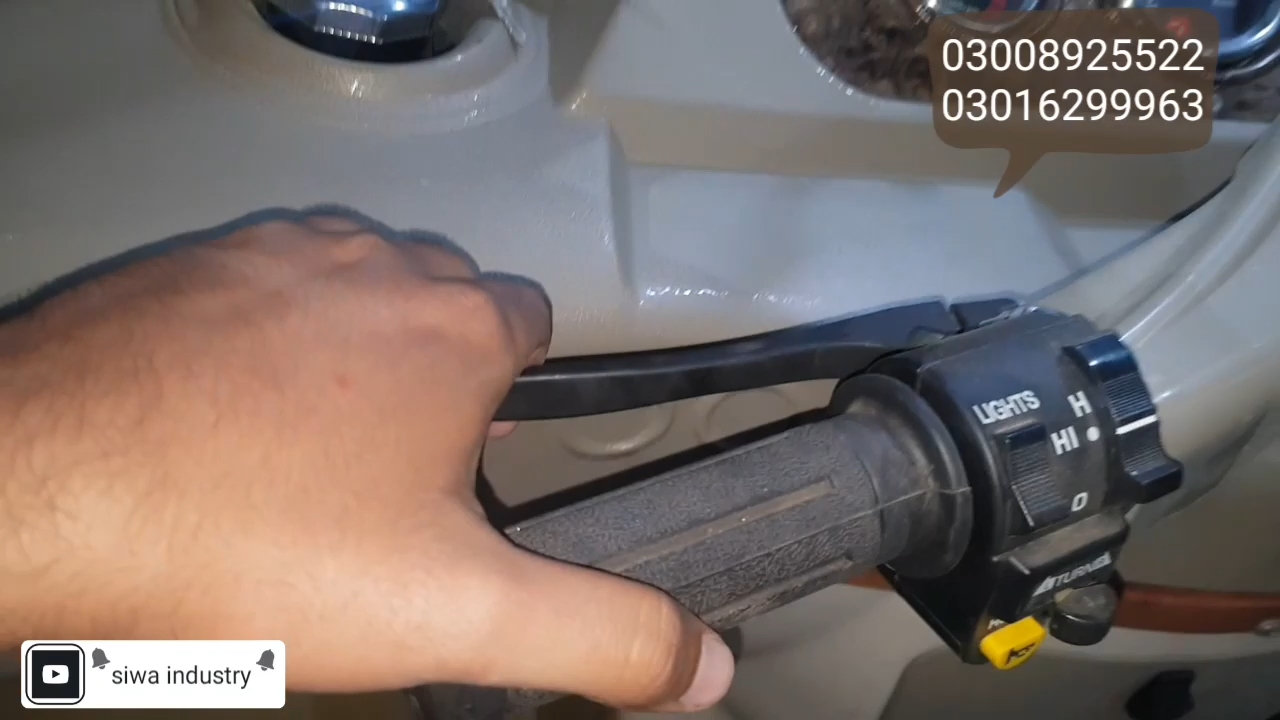 03008925522
03016299963
LIGHTS
H
HI
O
TURN
siwa industry